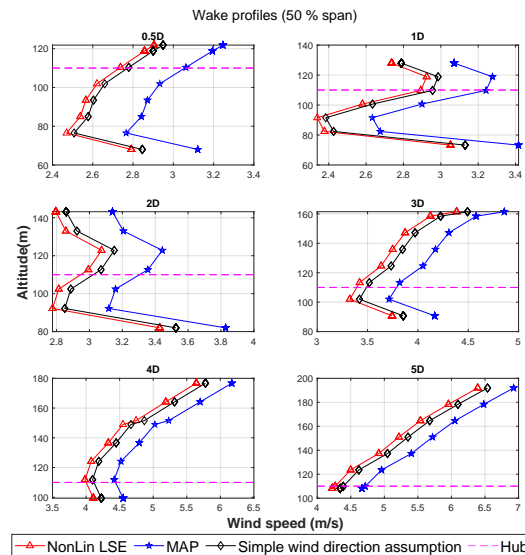 Wake profiles (50 % span)
0.5D
1D
120
100
80
60
2.4 2.6 2.8 3 3.2 3.4
140
120
100
80
60
2.4 2.6 2.8 3 3.2 3.4
2D
3D
Altitude(m)
140
120
100
80
2.8 3 3.2 3.4 3.6 3.8 4
160
140
120
100
80
3 3.5 4 4.5 5
4D
5D
180
160
140
120
100
3.5 4 4.5 5 5.5 6 6.5
200
180
160
140
120
100
4 4.5 5 5.5 6 6.5 7
Wind speed (m/s)
NonLin LSE MAP Simple wind direction assumption Hub